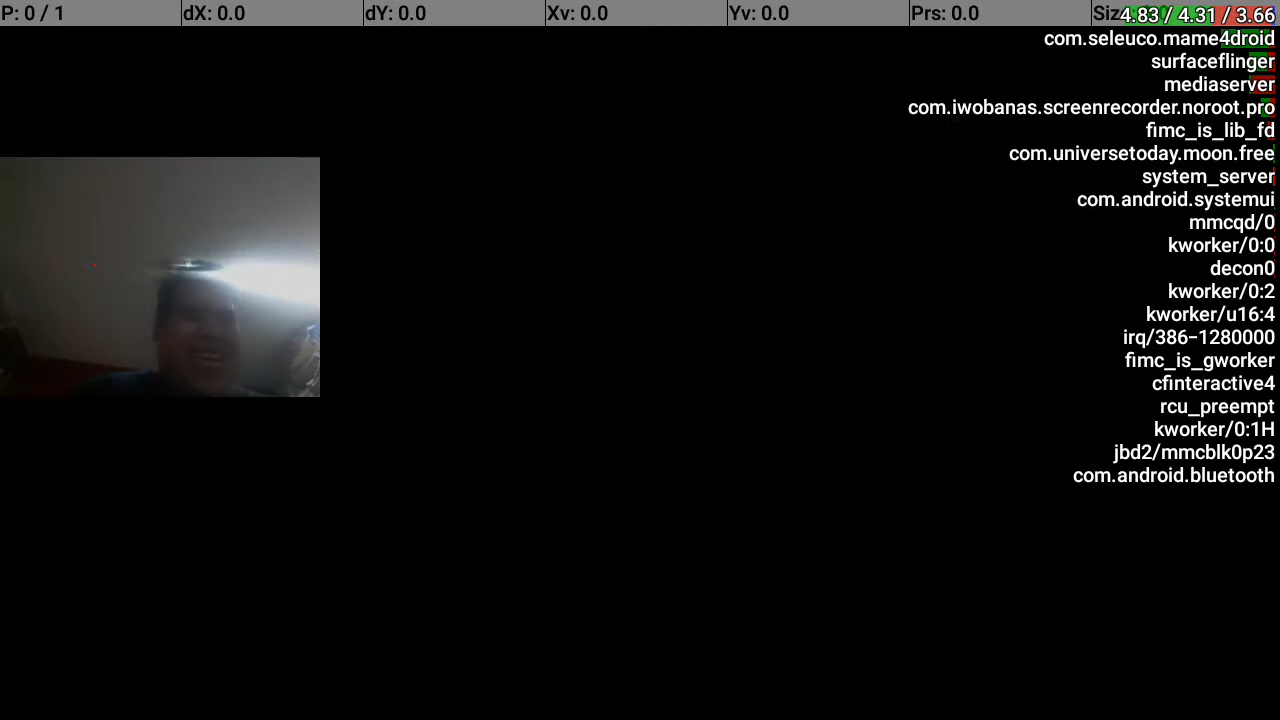 P: 0 / 1 dX: 0.0 dY: 0.0 Xv: 0.0 Yv: 0.0 Prs: 0.0 Siz 4.83 / 4.31 / 3.66
com.seleuco.mame4droid
surfaceflinger
mediaserver
com.iwobanas.screenrecorder.noroot.pro
fimc_is_lib_fd
com.universetoday.moon.free
system_server
com.android.systemui
mmcqd/0
kworker/0:0
decon0
kworker/0:2
kworker/u16:4
irq/386-1280000
fimc_is_gworker
cfinteractive4
rcu_preempt
kworker/0:1H
jbd2/mmcblk0p23
com.android.bluetooth